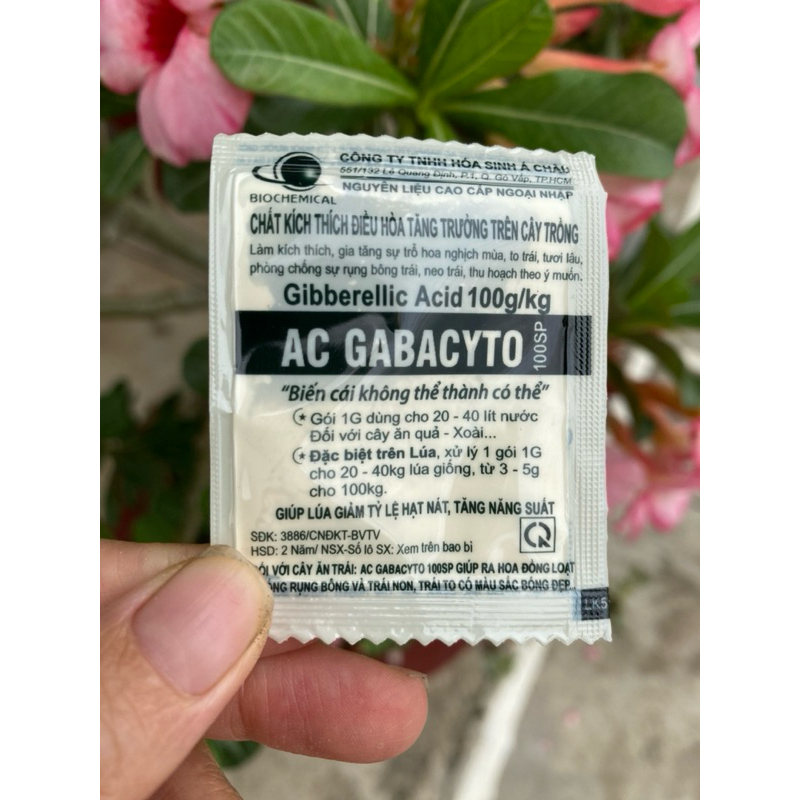 CÔNG TY TNHH HÓA SINH Á CHÂU
551/132 Lê Quang Định, P.1, Q. Gò Vấp, TP.HCM
NGUYÊN LIỆU CAO CẤP NGOẠI NHẬP
BIOCHEMICAL
CHẤT KÍCH THÍCH ĐIỀU HÒA TĂNG TRƯỞNG TRÊN CÂY TRỒNG
Làm kích thích, gia tăng sự trổ hoa nghịch mùa, to trái, tươi lâu,
phòng chống sự rụng bông trái, neo trái, thu hoạch theo ý muốn.
Gibberellic Acid 100g/kg
AC GABACYTO 100SP
"Biến cái không thể thành có thể"
Gói 1G dùng cho 20 - 40 lít nước
Đối với cây ăn quả - Xoài...
Đặc biệt trên Lúa, xử lý 1 gói 1G
cho 20 - 40kg lúa giống, từ 3 - 5g
cho 100kg.
GIÚP LÚA GIẢM TỶ LỆ HẠT NÁT, TĂNG NĂNG SUẤT
SĐK: 3886/CNĐKT-BVTV
HSD: 2 Năm/ NSX-Số lô SX: Xem trên bao bì
VỚI CÂY ĂN TRÁI: AC GABACYTO 100SP GIÚP RA HOA ĐỒNG LOẠT
RỤNG BÔNG VÀ TRÁI NON, TRÁI TO CÓ MÀU SẮC BÓNG ĐẸP
LK5